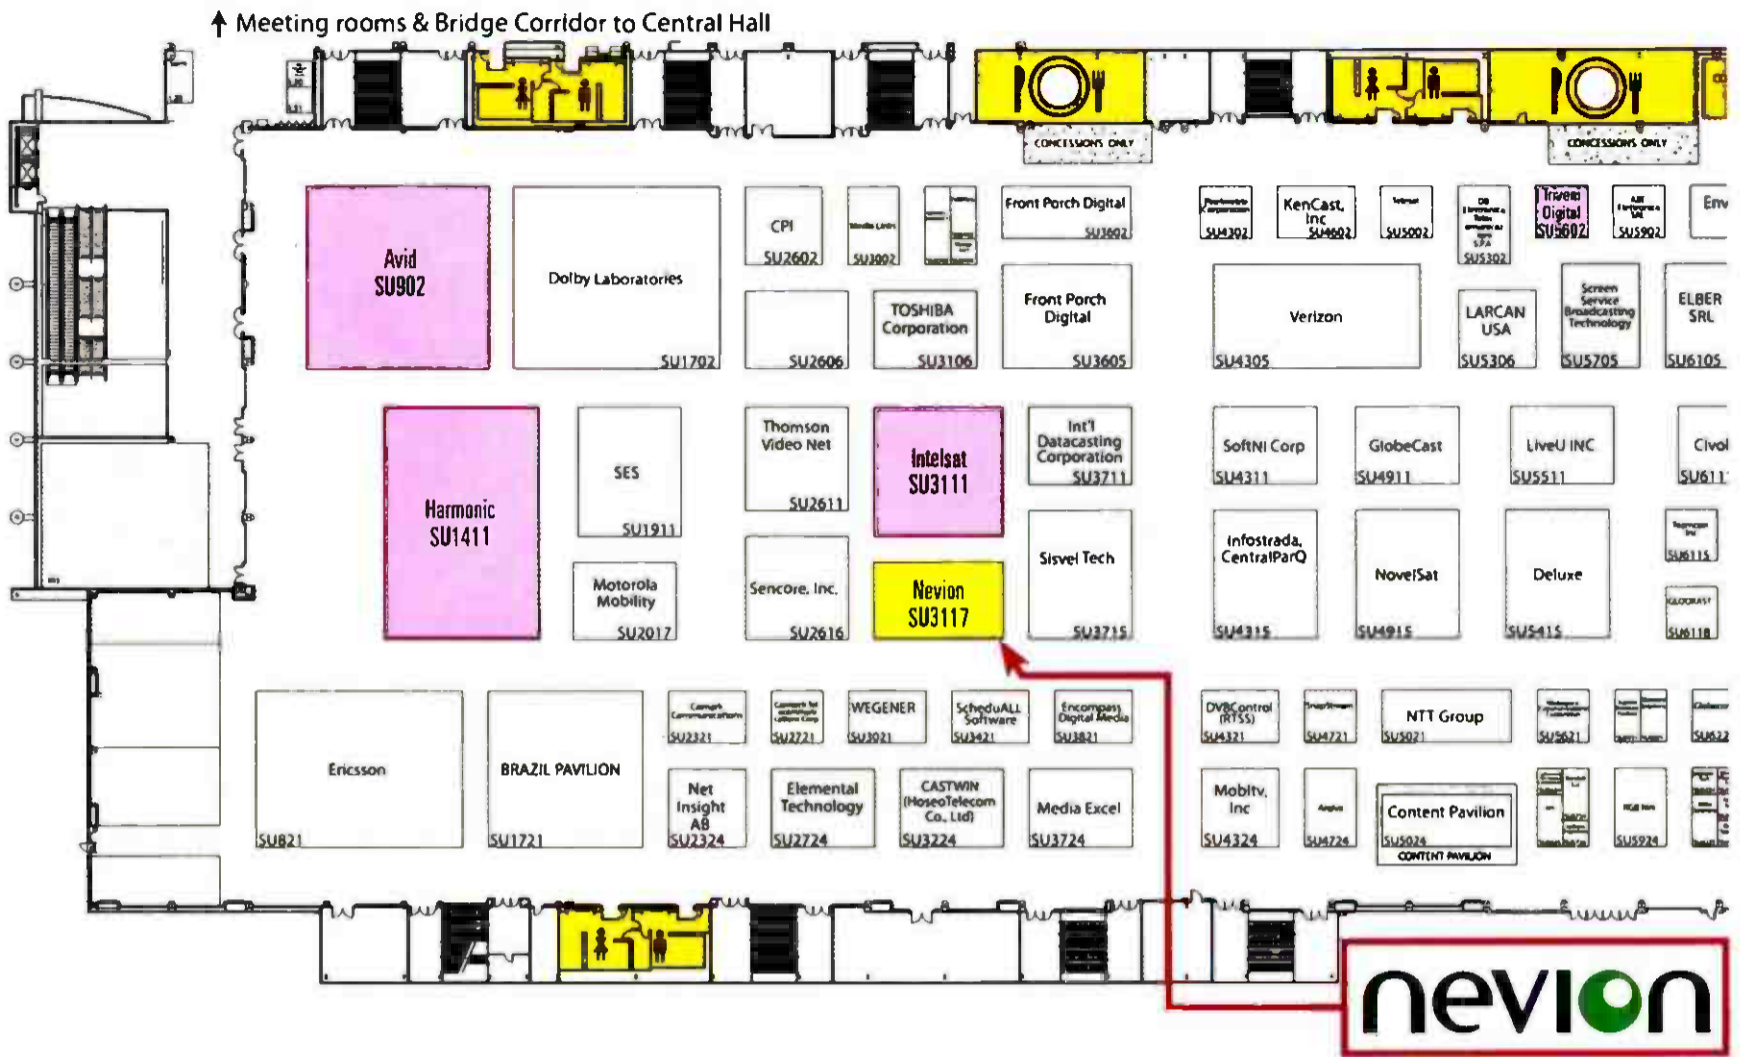 Meeting rooms & Bridge Corridor to Central Hall
CONCESSIONS ONLY
CONCESSIONS ONLY
Avid
SU902
Dolby Laboratories
SU1702
CPI
SU2602
Media Links
SU3002
Front Porch Digital
SU3602
SU4302
KenCast,
Inc
SU4602
SU5002
SU5302
Triveni
Digital
SU5602
SU5902
Env
SU2606
TOSHIBA
Corporation
SU3106
Front Porch
Digital
SU3605
Verizon
SU4305
LARCAN
USA
SU5306
Screen
Service
Broadcasting
Technology
SU5705
ELBER
SRL
SU6105
Harmonic
SU1411
SES
SU1911
Thomson
Video Net
SU2611
Intelsat
SU3111
Int'l
Datacasting
Corporation
SU3711
SoftNI Corp
SU4311
GlobeCast
SU4911
LiveU INC
SU5511
SU611
Motorola
Mobility
SU2017
Sencore, Inc.
SU2616
Nevion
SU3117
Sisvel Tech
SU3715
Infostrada,
CentralParQ
SU4315
NovelSat
SU4915
Deluxe
SU5415
SU6115
SU6118
Ericsson
SU821
BRAZIL PAVILION
SU1721
SU2321
SU2721
WEGENER
SU3021
ScheduALL
Software
SU3421
Encompass
Digital Media
SU3821
DVBControl
(RTSS)
SU4321
SU4721
NTT Group
SU5021
SU5621
SU622
Net
Insight
AB
SU2324
Elemental
Technology
SU2724
CASTWIN
(HoseoTelecom
Co., Ltd)
SU3224
Media Excel
SU3724
Mobitv,
Inc
SU4324
SU4724
Content Pavilion
SU5024
CONTENT PAVILION
SU5924
nevion